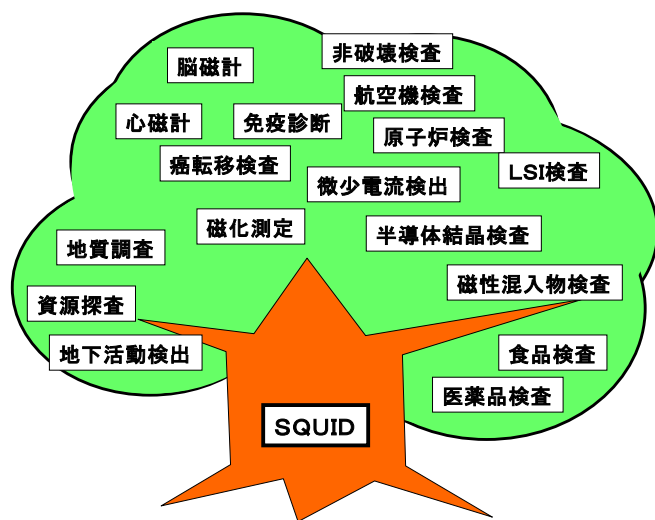 非破壊検査
脳磁計
航空機検査
心磁計
免疫診断
原子炉検査
癌転移検査
LSI検査
微少電流検出
磁化測定
半導体結晶検査
地質調査
磁性混入物検査
資源探査
地下活動検出
食品検査
医薬品検査
SQUID